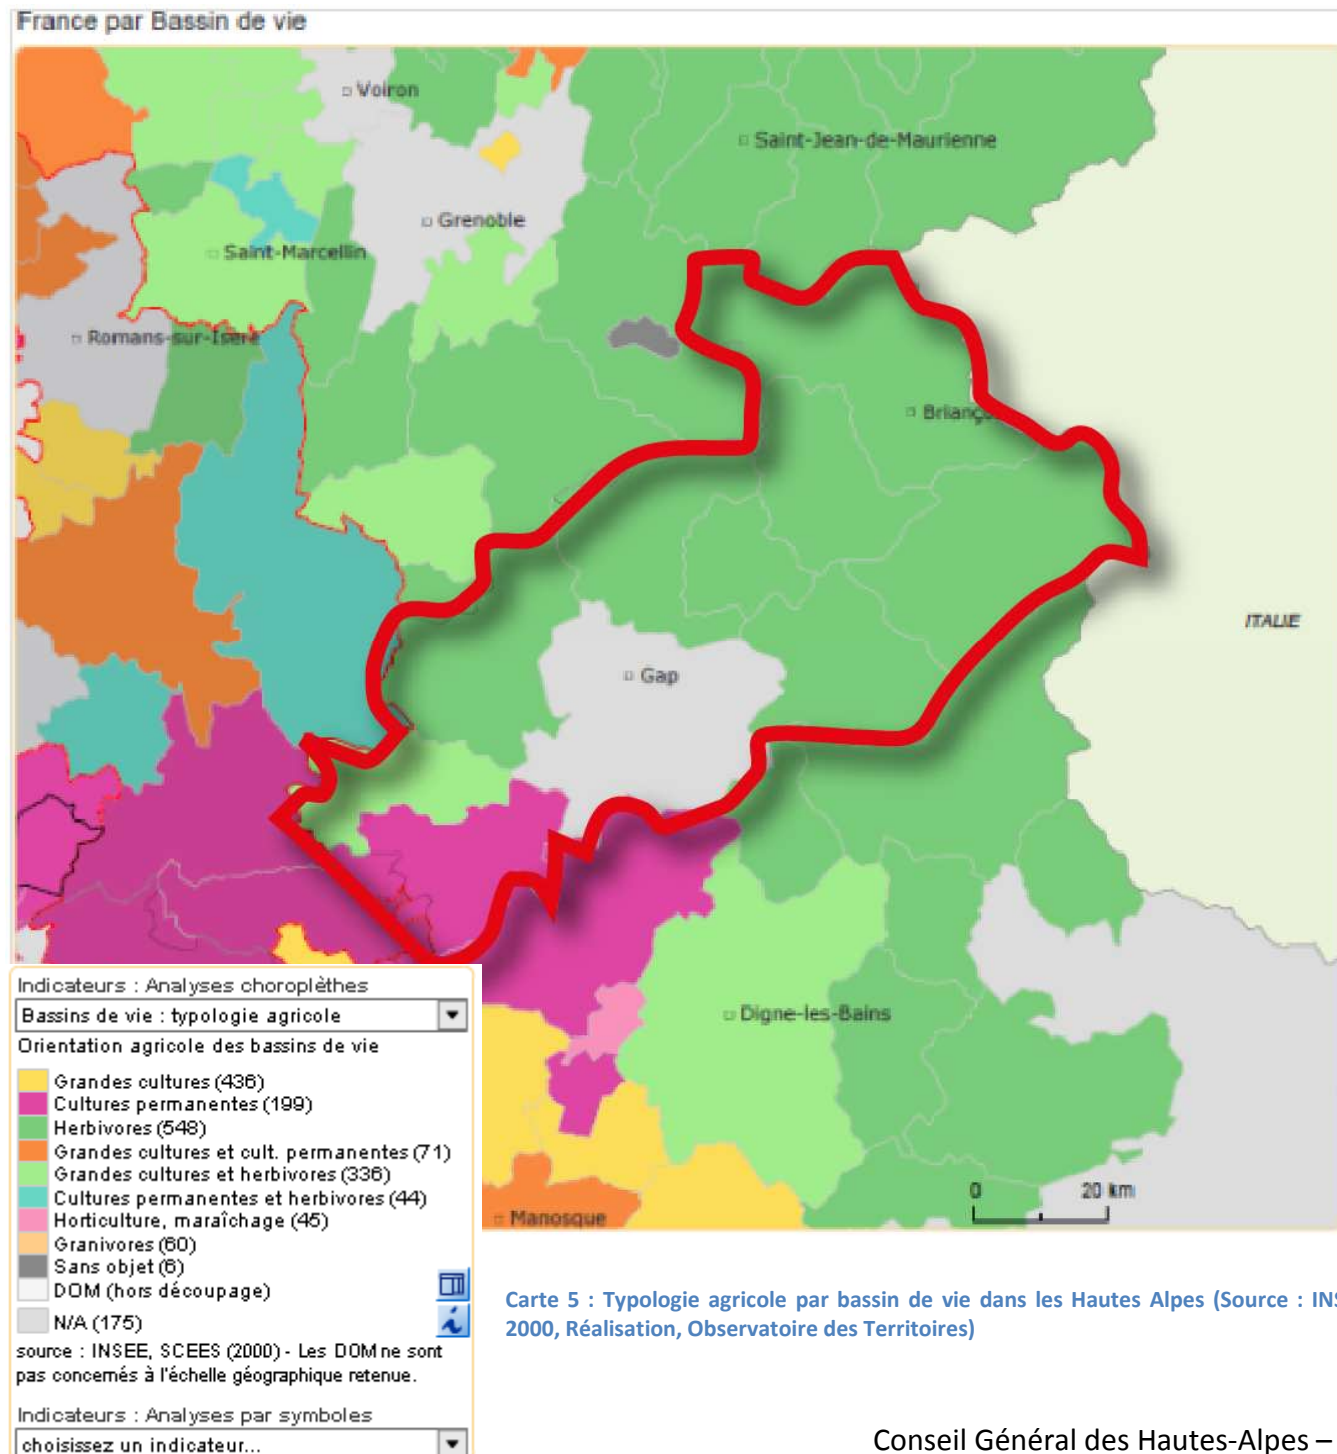 France par Bassin de vie
Voiron
Saint-Jean-de-Maurienne
Grenoble
Saint-Marcellin
Romans-sur-Isère
Brianço
ITALIE
Gap
Digne-les-Bains
0 20 km
Manosque
Indicateurs : Analyses choroplèthes
Bassins de vie : typologie agricole
Orientation agricole des bassins de vie
Grandes cultures (436)
Cultures permanentes (199)
Herbivores (548)
Grandes cultures et cult. permanentes (71)
Grandes cultures et herbivores (336)
Cultures permanentes et herbivores (44)
Horticulture, maraîchage (45)
Granivores (60)
Sans objet (6)
DOM (hors découpage)
N/A (175)
source : INSEE, SCEES (2000) - Les DOM ne sont
pas concernés à l'échelle géographique retenue.
Indicateurs : Analyses par symboles
choisissez un indicateur...
Carte 5 : Typologie agricole par bassin de vie dans les Hautes Alpes (Source : INS
2000, Réalisation, Observatoire des Territoires)
Conseil Général des Hautes-Alpes –